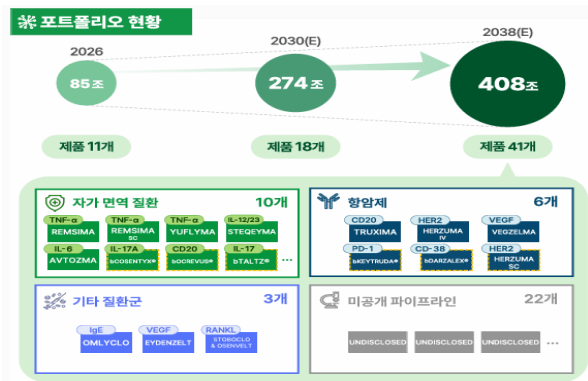 포트폴리오 현황
2026
2030(E)
2038(E)
85조
274조
408조
제품 11개
제품 18개
제품 41개
자가 면역 질환 10개
TNF-α TNF-α TNF-α IL-12/23
REMSIMA REMSIMA SC YUFLYMA STEQEYMA
IL-6 IL-17A CD20 IL-17
AVTOZMA bCOSENTYX® bOCREVUS® bTALTZ® ...
항암제 6개
CD20 HER2 VEGF
TRUXIMA HERZUMA IV VEGZELMA
PD-1 CD-38 HER2
bKEYTRUDA® bDARZALEX® HERZUMA SC
기타 질환군 3개
IgE VEGF RANKL
OMLYCLO EYDENZELT STOBOCLO & OSENVELT
미공개 파이프라인 22개
UNDISCLOSED UNDISCLOSED UNDISCLOSED ...